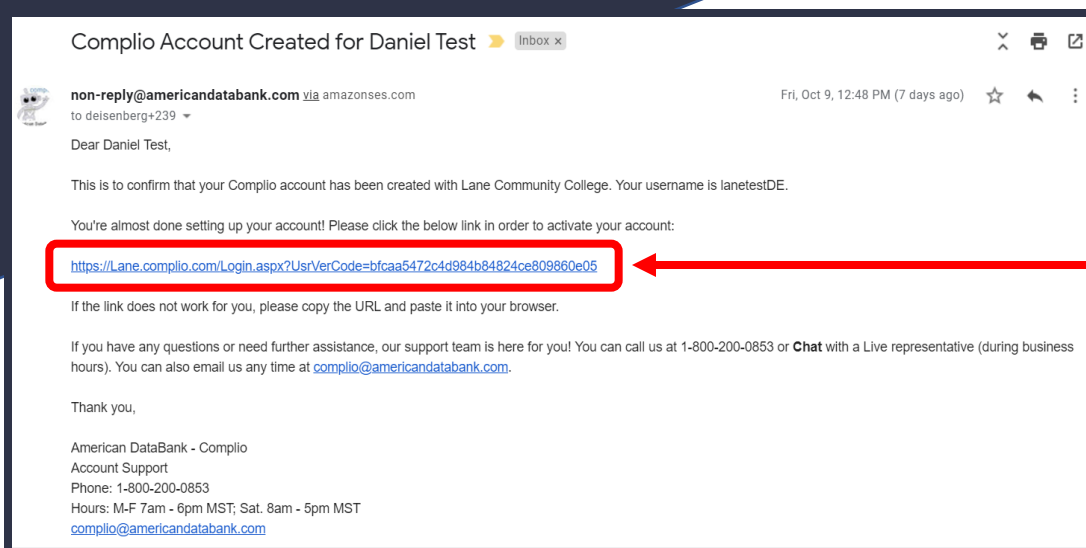 Complio Account Created for Daniel Test Inbox x
non-reply@americandatabank.com via amazonses.com Fri, Oct 9, 12:48 PM (7 days ago)
to deisenberg+239
Dear Daniel Test,
This is to confirm that your Complio account has been created with Lane Community College. Your username is lanetestDE.
You're almost done setting up your account! Please click the below link in order to activate your account:
https://Lane.complio.com/Login.aspx?UsrVerCode=bfcaa5472c4d984b84824ce809860e05
If the link does not work for you, please copy the URL and paste it into your browser.
If you have any questions or need further assistance, our support team is here for you! You can call us at 1-800-200-0853 or Chat with a Live representative (during business
hours). You can also email us any time at complio@americandatabank.com.
Thank you,
American DataBank - Complio
Account Support
Phone: 1-800-200-0853
Hours: M-F 7am - 6pm MST; Sat. 8am - 5pm MST
complio@americandatabank.com